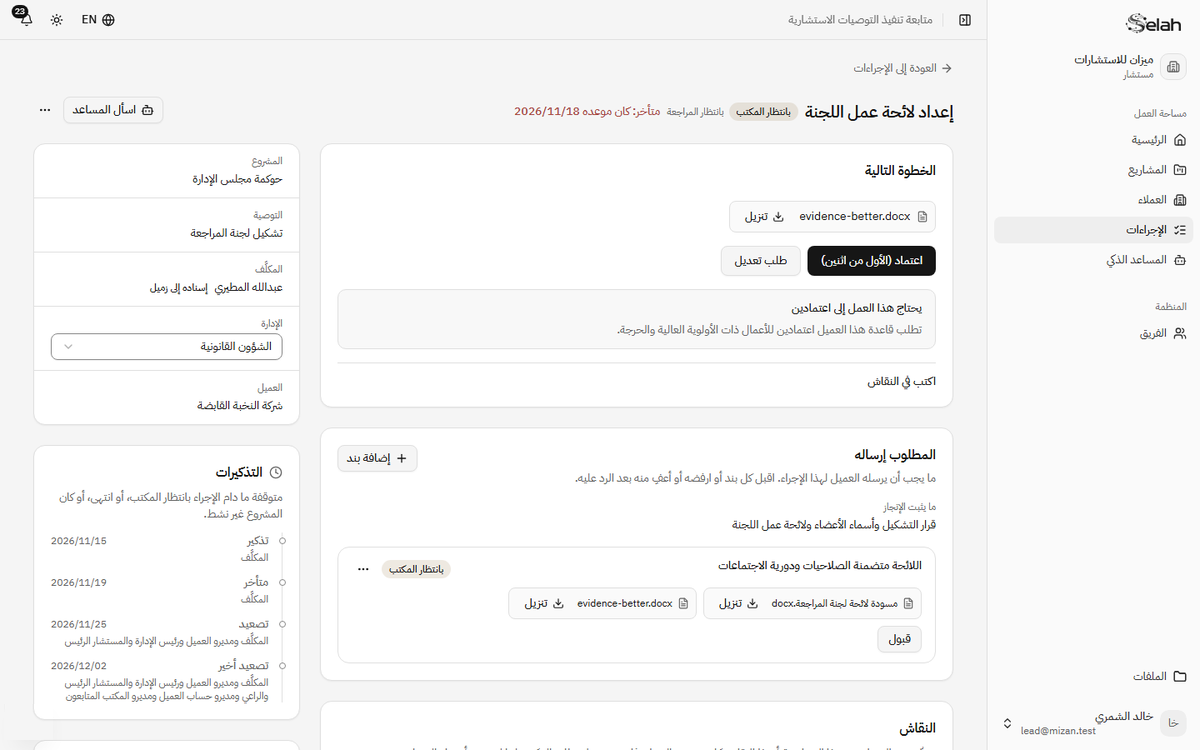 Selah
ميزان للاستشارات
مستشار
مساحة العمل
الرئيسية
المشاريع
العملاء
الإجراءات
المساعد الذكي
المنظمة
الفريق
الملفات
خا
خالد الشمري
lead@mizan.test
متابعة تنفيذ التوصيات الاستشارية
EN
23
العودة إلى الإجراءات
إعداد لائحة عمل اللجنة بانتظار المكتب بانتظار المراجعة متأخر: كان موعده 2026/11/18
اسأل المساعد
الخطوة التالية
evidence-better.docx تنزيل
اعتماد (الأول من اثنين) طلب تعديل
يحتاج هذا العمل إلى اعتمادين
تطلب قاعدة هذا العميل اعتمادين للأعمال ذات الأولوية العالية والحرجة.
اكتب في النقاش
المطلوب إرساله
إضافة بند
ما يجب أن يرسله العميل لهذا الإجراء. اقبل كل بند أو ارفضه أو أعفِ منه بعد الرد عليه.
ما يثبت الإنجاز
قرار التشكيل وأسماء الأعضاء ولائحة عمل اللجنة
اللائحة متضمنة الصلاحيات ودورية الاجتماعات
بانتظار المكتب
مسودة لائحة لجنة المراجعة.docx تنزيل
evidence-better.docx تنزيل
قبول
النقاش
المشروع
حوكمة مجلس الإدارة
التوصية
تشكيل لجنة المراجعة
المكلَّف
عبدالله المطيري إسناده إلى زميل
الإدارة
الشؤون القانونية
العميل
شركة النخبة القابضة
التذكيرات
متوقفة ما دام الإجراء بانتظار المكتب، أو انتهى، أو كان
المشروع غير نشط.
تذكير 2026/11/15
المكلَّف
متأخر 2026/11/19
المكلَّف
تصعيد 2026/11/25
المكلَّف ومديرو العميل ورئيس الإدارة والمستشار الرئيس
تصعيد أخير 2026/12/02
المكلَّف ومديرو العميل ورئيس الإدارة والمستشار الرئيس
والراعي ومديرو حساب العميل ومديرو المكتب المتابعون